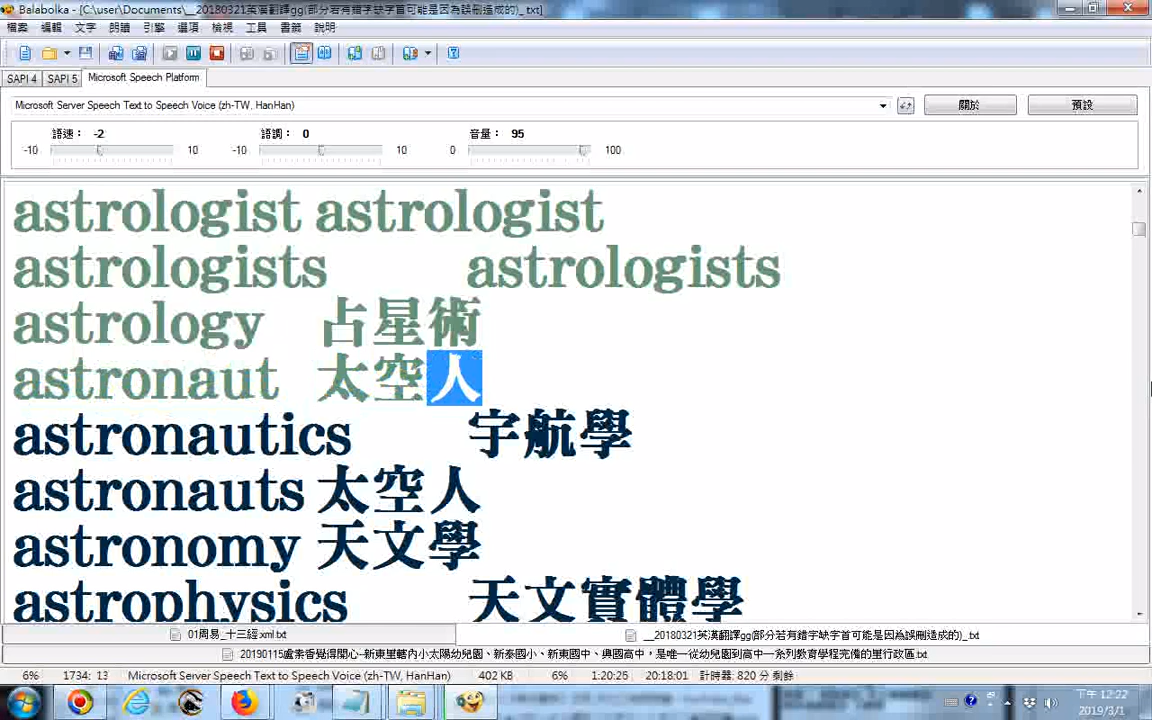 Balabolka - [C:\user\Documents\__20180321英漢翻譯gg(部分若有錯字缺字首可能是因為誤刪造成的)_.txt]
檔案 編輯 文字 朗讀 引擎 選項 檢視 工具 書籤 說明
SAPI 4 SAPI 5 Microsoft Speech Platform
Microsoft Server Speech Text to Speech Voice (zh-TW, HanHan) 關於 預設
語速： -2 語調： 0 音量： 95
-10 10 -10 10 0 100
astrologist astrologist
astrologists astrologists
astrology 占星術
astronaut 太空人
astronautics 宇航學
astronauts 太空人
astronomy 天文學
astrophysics 天文實體學
01周易_十三經.xml.txt __20180321英漢翻譯gg(部分若有錯字缺字首可能是因為誤刪造成的)_.txt
20190115盧素香覺得開心-新東里轄內小太陽幼兒園、新泰國小、新東國中、興國高中，是唯一從幼兒園到高中一系列教育學程完備的里行政區.txt
6% 1734: 13 Microsoft Server Speech Text to Speech Voice (zh-TW, HanHan) 402 KB 6% 1:20:25 20:18:01 計時器: 820 分 剩餘
下午 12:22
2019/3/1